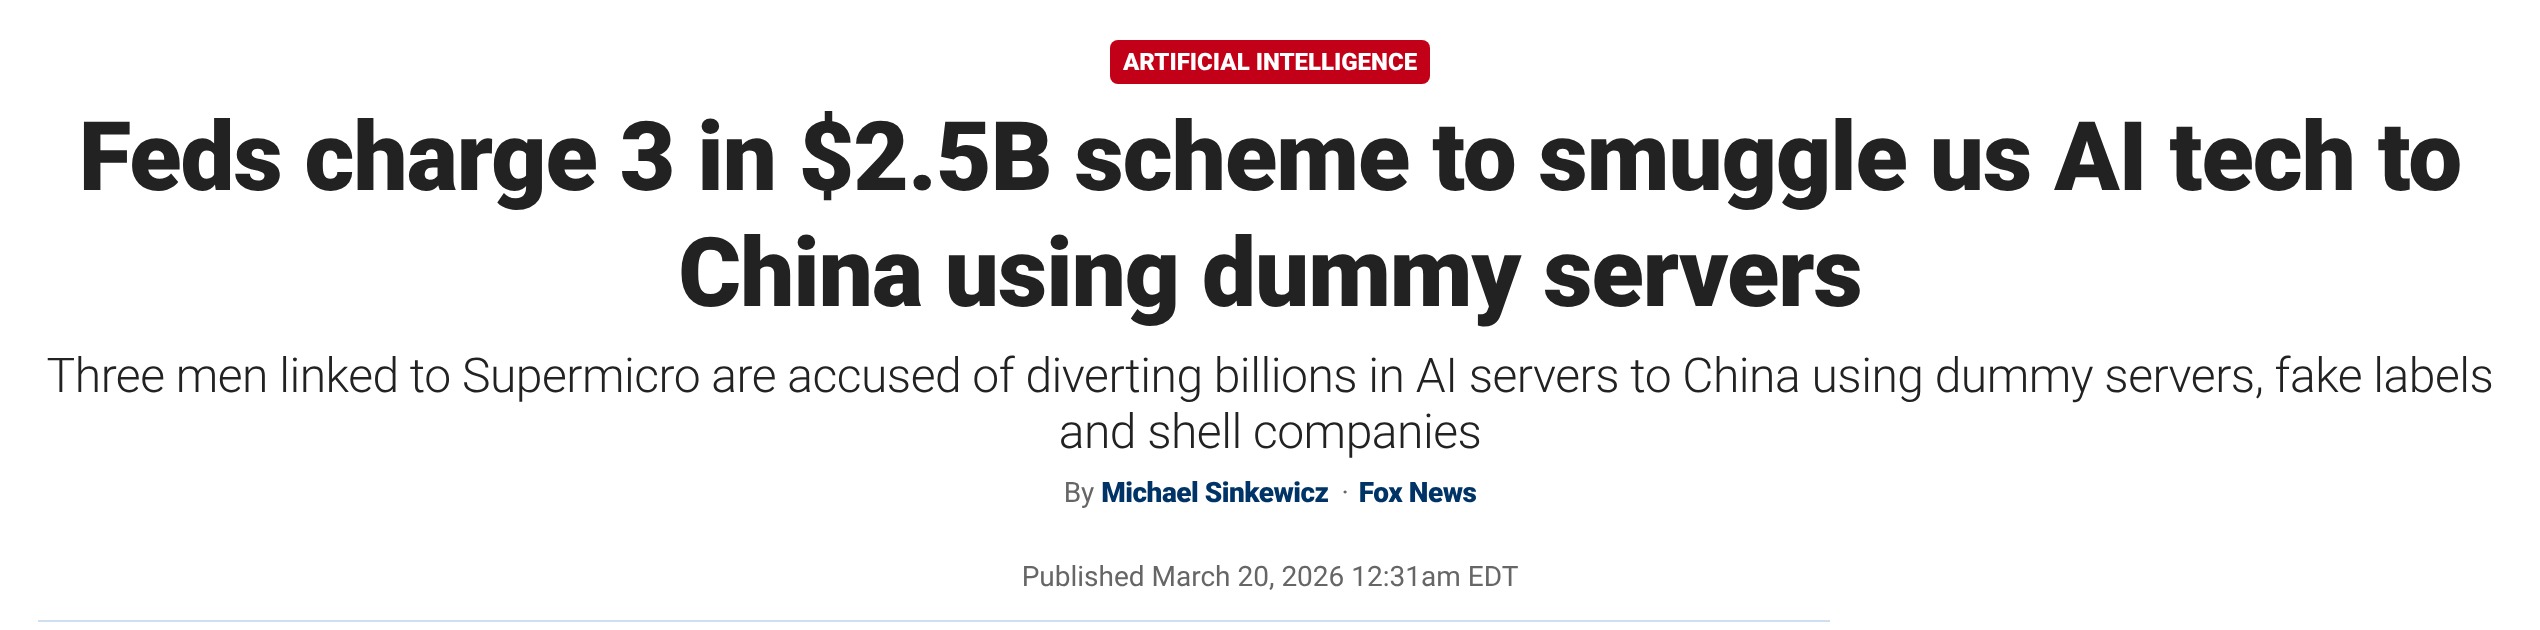 ARTIFICIAL INTELLIGENCE
Feds charge 3 in $2.5B scheme to smuggle us AI tech to
China using dummy servers
Three men linked to Supermicro are accused of diverting billions in AI servers to China using dummy servers, fake labels
and shell companies
By Michael Sinkewicz · Fox News
Published March 20, 2026 12:31am EDT